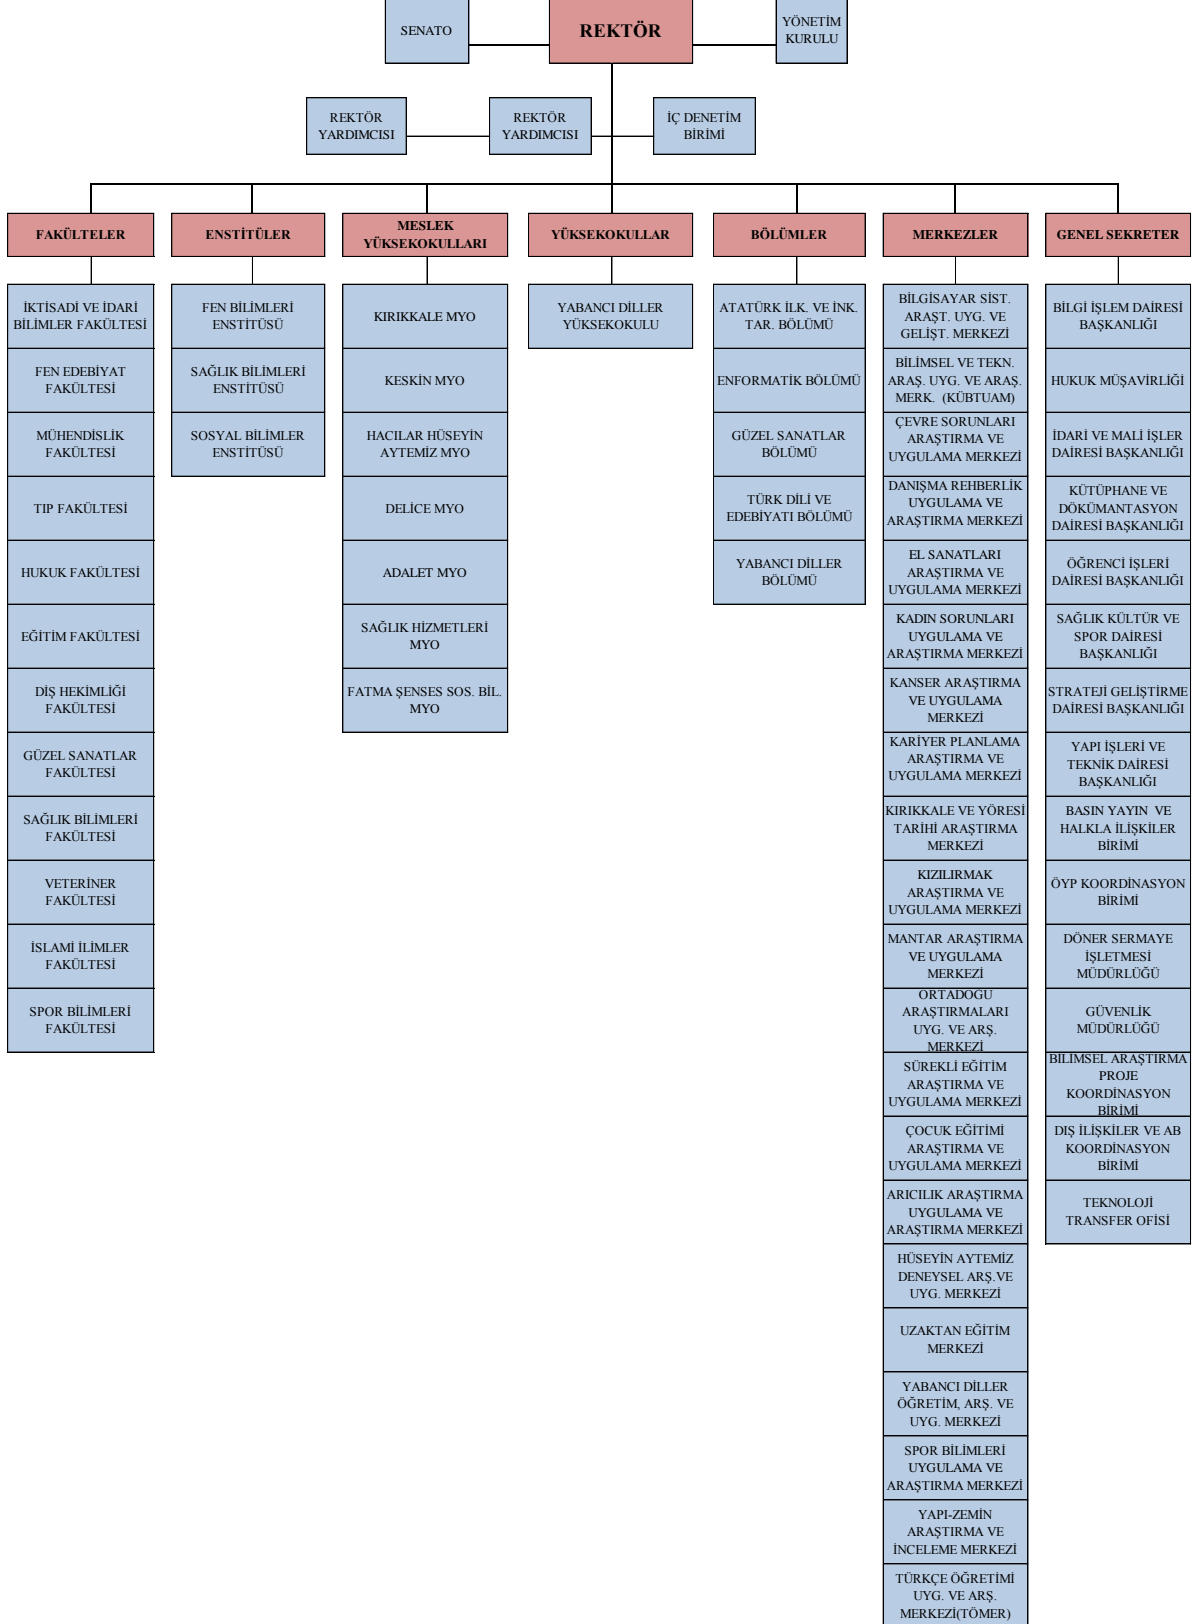 SENATO
REKTÖR
YÖNETİM
KURULU
REKTÖR
YARDIMCISI
REKTÖR
YARDIMCISI
İÇ DENETİM
BİRİMİ
FAKÜLTELER
ENSTİTÜLER
MESLEK
YÜKSEKOKULLARI
YÜKSEKOKULLAR
BÖLÜMLER
MERKEZLER
GENEL SEKRETER
İKTİSADİ VE İDARİ
BİLİMLER FAKÜLTESİ
FEN EDEBİYAT
FAKÜLTESİ
MÜHENDİSLİK
FAKÜLTESİ
TIP FAKÜLTESİ
HUKUK FAKÜLTESİ
EĞİTİM FAKÜLTESİ
DİŞ HEKİMLİĞİ
FAKÜLTESİ
GÜZEL SANATLAR
FAKÜLTESİ
SAĞLIK BİLİMLERİ
FAKÜLTESİ
VETERİNER
FAKÜLTESİ
İSLAMİ İLİMLER
FAKÜLTESİ
SPOR BİLİMLERİ
FAKÜLTESİ
FEN BİLİMLERİ
ENSTİTÜSÜ
SAĞLIK BİLİMLERİ
ENSTİTÜSÜ
SOSYAL BİLİMLER
ENSTİTÜSÜ
KIRIKKALE MYO
KESKİN MYO
HACILAR HÜSEYİN
AYTEMİZ MYO
DELİCE MYO
ADALET MYO
SAĞLIK HİZMETLERİ
MYO
FATMA ŞENSES SOS. BİL.
MYO
YABANCI DİLLER
YÜKSEKOKULU
ATATÜRK İLK. VE İNK.
TAR. BÖLÜMÜ
ENFORMATİK BÖLÜMÜ
GÜZEL SANATLAR
BÖLÜMÜ
TÜRK DİLİ VE
EDEBİYATI BÖLÜMÜ
YABANCI DİLLER
BÖLÜMÜ
BİLGİSAYAR SİST.
ARAŞT. UYG. VE
GELİŞT. MERKEZİ
BİLİMSEL VE TEKN.
ARAŞ. UYG. VE ARAŞ.
MERK. (KÜBTUAM)
ÇEVRE SORUNLARI
ARAŞTIRMA VE
UYGULAMA MERKEZİ
DANIŞMA REHBERLİK
UYGULAMA VE
ARAŞTIRMA MERKEZİ
EL SANATLARI
ARAŞTIRMA VE
UYGULAMA MERKEZİ
KADIN SORUNLARI
UYGULAMA VE
ARAŞTIRMA MERKEZİ
KANSER ARAŞTIRMA
VE UYGULAMA
MERKEZİ
KARİYER PLANLAMA
ARAŞTIRMA VE
UYGULAMA MERKEZİ
KIRIKKALE VE YÖRESİ
TARİHİ ARAŞTIRMA
MERKEZİ
KIZILIRMAK
ARAŞTIRMA VE
UYGULAMA MERKEZİ
MANTAR ARAŞTIRMA
VE UYGULAMA
MERKEZİ
ORTADOĞU
ARAŞTIRMALARI
UYG. VE ARŞ.
MERKEZİ
SÜREKLİ EĞİTİM
ARAŞTIRMA VE
UYGULAMA MERKEZİ
ÇOCUK EĞİTİMİ
ARAŞTIRMA VE
UYGULAMA MERKEZİ
ARICILIK ARAŞTIRMA
UYGULAMA VE
ARAŞTIRMA MERKEZİ
HÜSEYİN AYTEMİZ
DENEYSEL ARŞ.VE
UYG. MERKEZİ
UZAKTAN EĞİTİM
MERKEZİ
YABANCI DİLLER
ÖĞRETİM, ARŞ. VE
UYG. MERKEZİ
SPOR BİLİMLERİ
UYGULAMA VE
ARAŞTIRMA MERKEZİ
YAPI-ZEMİN
ARAŞTIRMA VE
İNCELEME MERKEZİ
TÜRKÇE ÖĞRETİMİ
UYG. VE ARŞ.
MERKEZİ(TÖMER)
BİLGİ İŞLEM DAİRESİ
BAŞKANLIĞI
HUKUK MÜŞAVİRLİĞİ
İDARİ VE MALİ İŞLER
DAİRESİ BAŞKANLIĞI
KÜTÜPHANE VE
DÖKÜMANTASYON
DAİRESİ BAŞKANLIĞI
ÖĞRENCİ İŞLERİ
DAİRESİ BAŞKANLIĞI
SAĞLIK KÜLTÜR VE
SPOR DAİRESİ
BAŞKANLIĞI
STRATEJİ GELİŞTİRME
DAİRESİ BAŞKANLIĞI
YAPI İŞLERİ VE
TEKNİK DAİRESİ
BAŞKANLIĞI
BASIN YAYIN VE
HALKLA İLİŞKİLER
BİRİMİ
ÖYP KOORDİNASYON
BİRİMİ
DÖNER SERMAYE
İŞLETMESİ
MÜDÜRLÜĞÜ
GÜVENLİK
MÜDÜRLÜĞÜ
BİLİMSEL ARAŞTIRMA
PROJE
KOORDİNASYON
BİRİMİ
DIŞ İLİŞKİLER VE AB
KOORDİNASYON
BİRİMİ
TEKNOLOJİ
TRANSFER OFİSİ